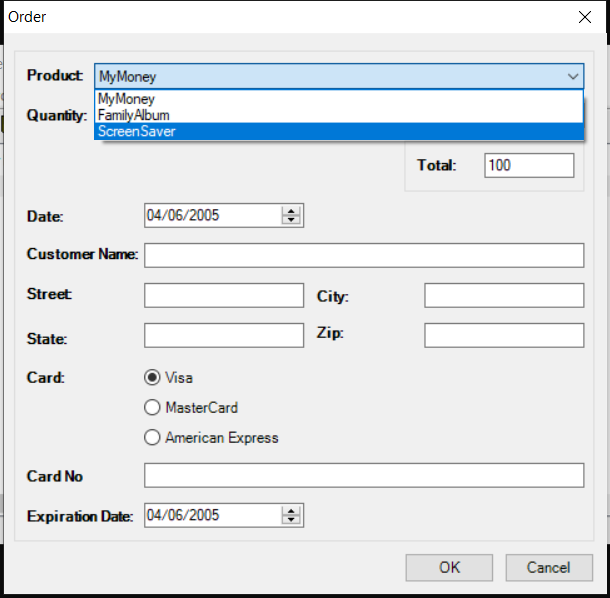 Order
Product: MyMoney
MyMoney
Quantity: FamilyAlbum
ScreenSaver
Total: 100
Date: 04/06/2005
Customer Name:
Street: City:
State: Zip:
Card: Visa
MasterCard
American Express
Card No
Expiration Date: 04/06/2005
OK Cancel